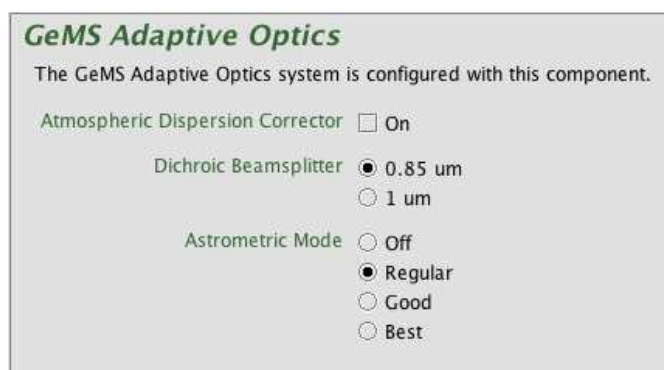 GeMS Adaptive Optics
The GeMS Adaptive Optics system is configured with this component.
Atmospheric Dispersion Corrector On
Dichroic Beamsplitter 0.85 um
1 um
Astrometric Mode Off
Regular
Good
Best